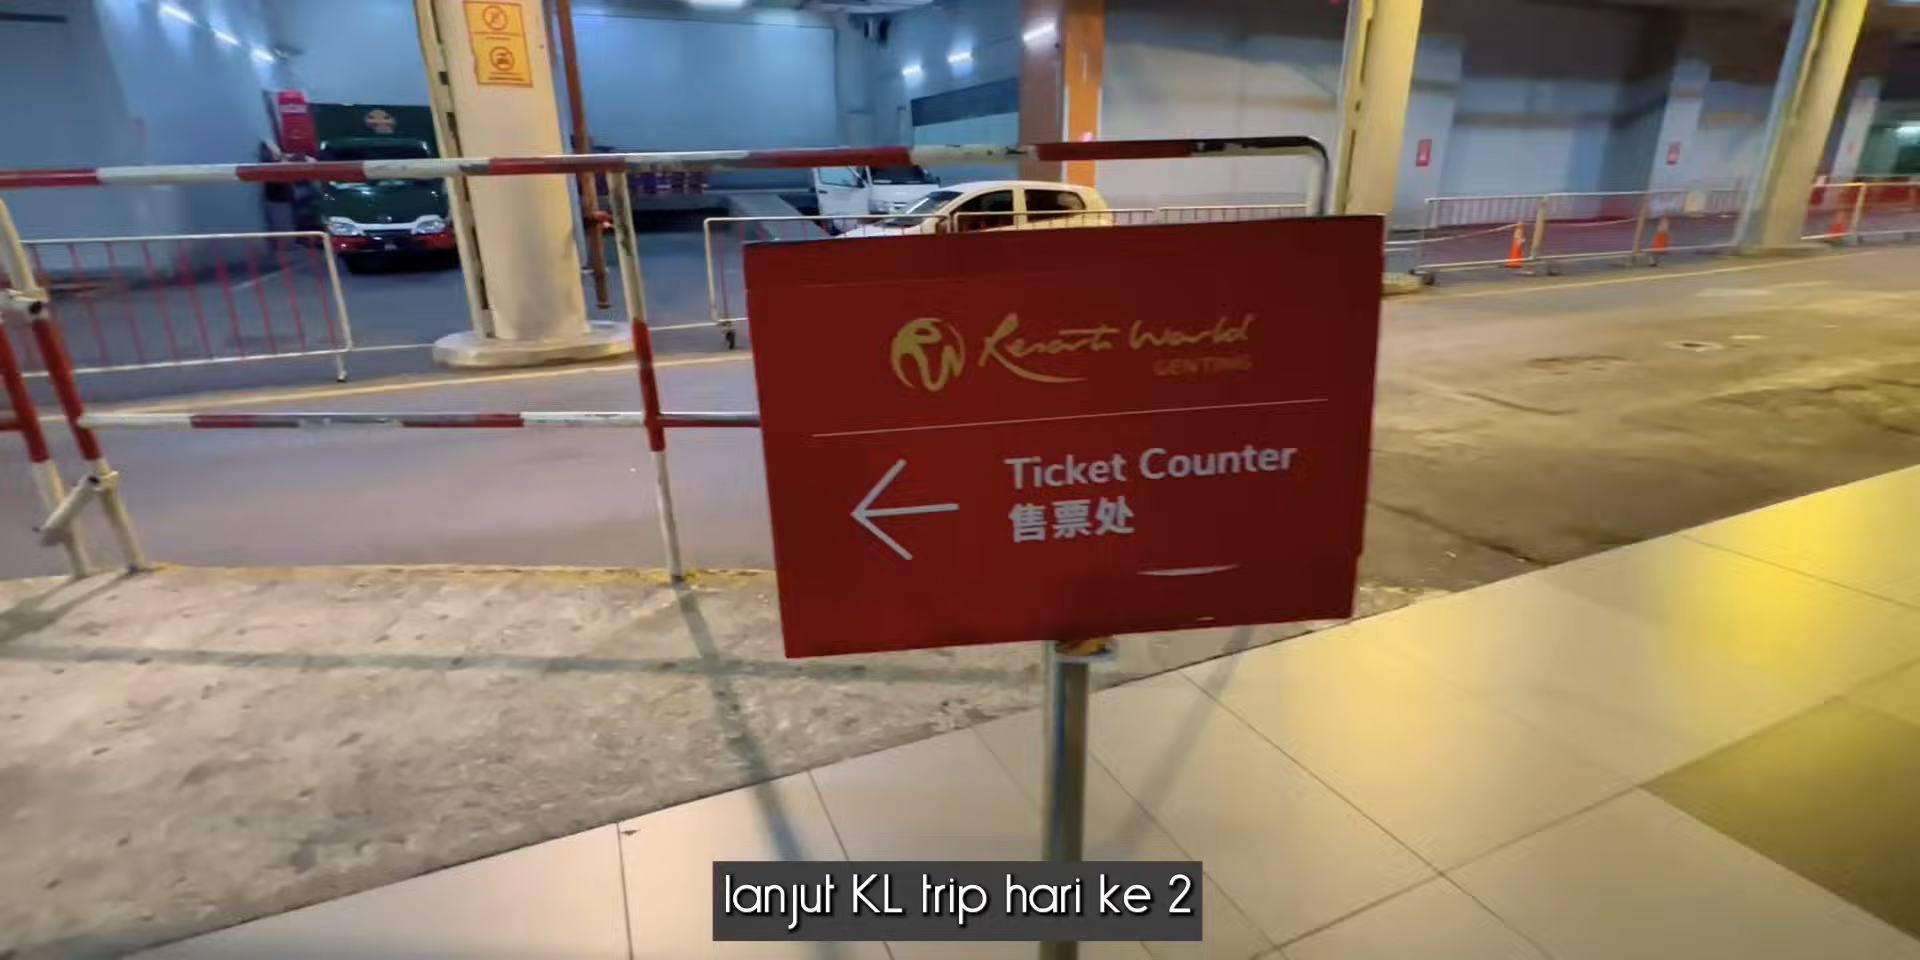 Resorts World
GENTING
Ticket Counter
售票处
lanjut KL trip hari ke 2